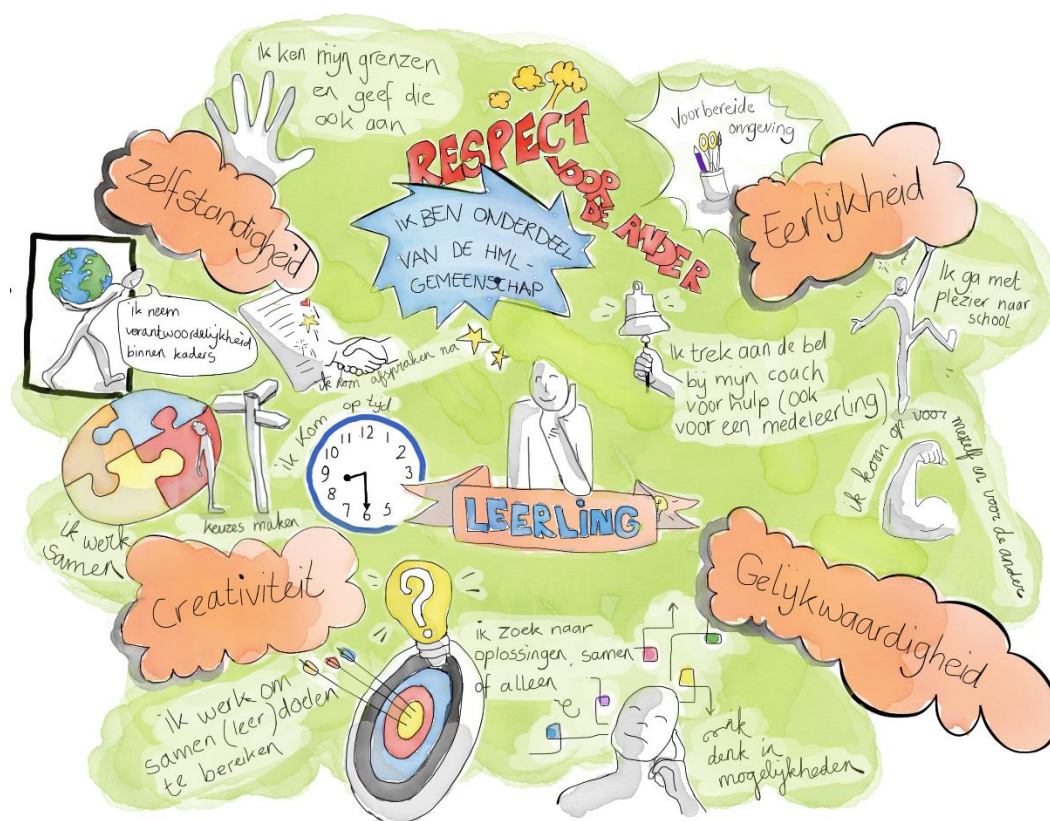 ik ken mijn grenzen
en geef die
ook aan
RESPECT
VOOR
DE ANDER
Voorbereide
omgeving
Zelfstandigheid
Eerlijkheid
IK BEN ONDERDEEL
VAN DE HML-
GEMEENSCHAP
Ik ga met
plezier naar
school
ik neem
verantwoordelijkheid
binnen kaders
ik kom afspraken na
Ik trek aan de bel
bij mijn coach
voor hulp (ook
voor een medeleerling)
ik kom op tijd
12
1
2
3
4
5
6
7
8
9
10
11
ik kom op voor mezelf en voor de ander
keuzes maken
ik werk
samen
LEERLING
Creativiteit
Gelijkwaardigheid
?
ik zoek naar
oplossingen, samen
of alleen
ik werk om
samen (leer)doelen
te bereiken
denk in
mogelijkheden